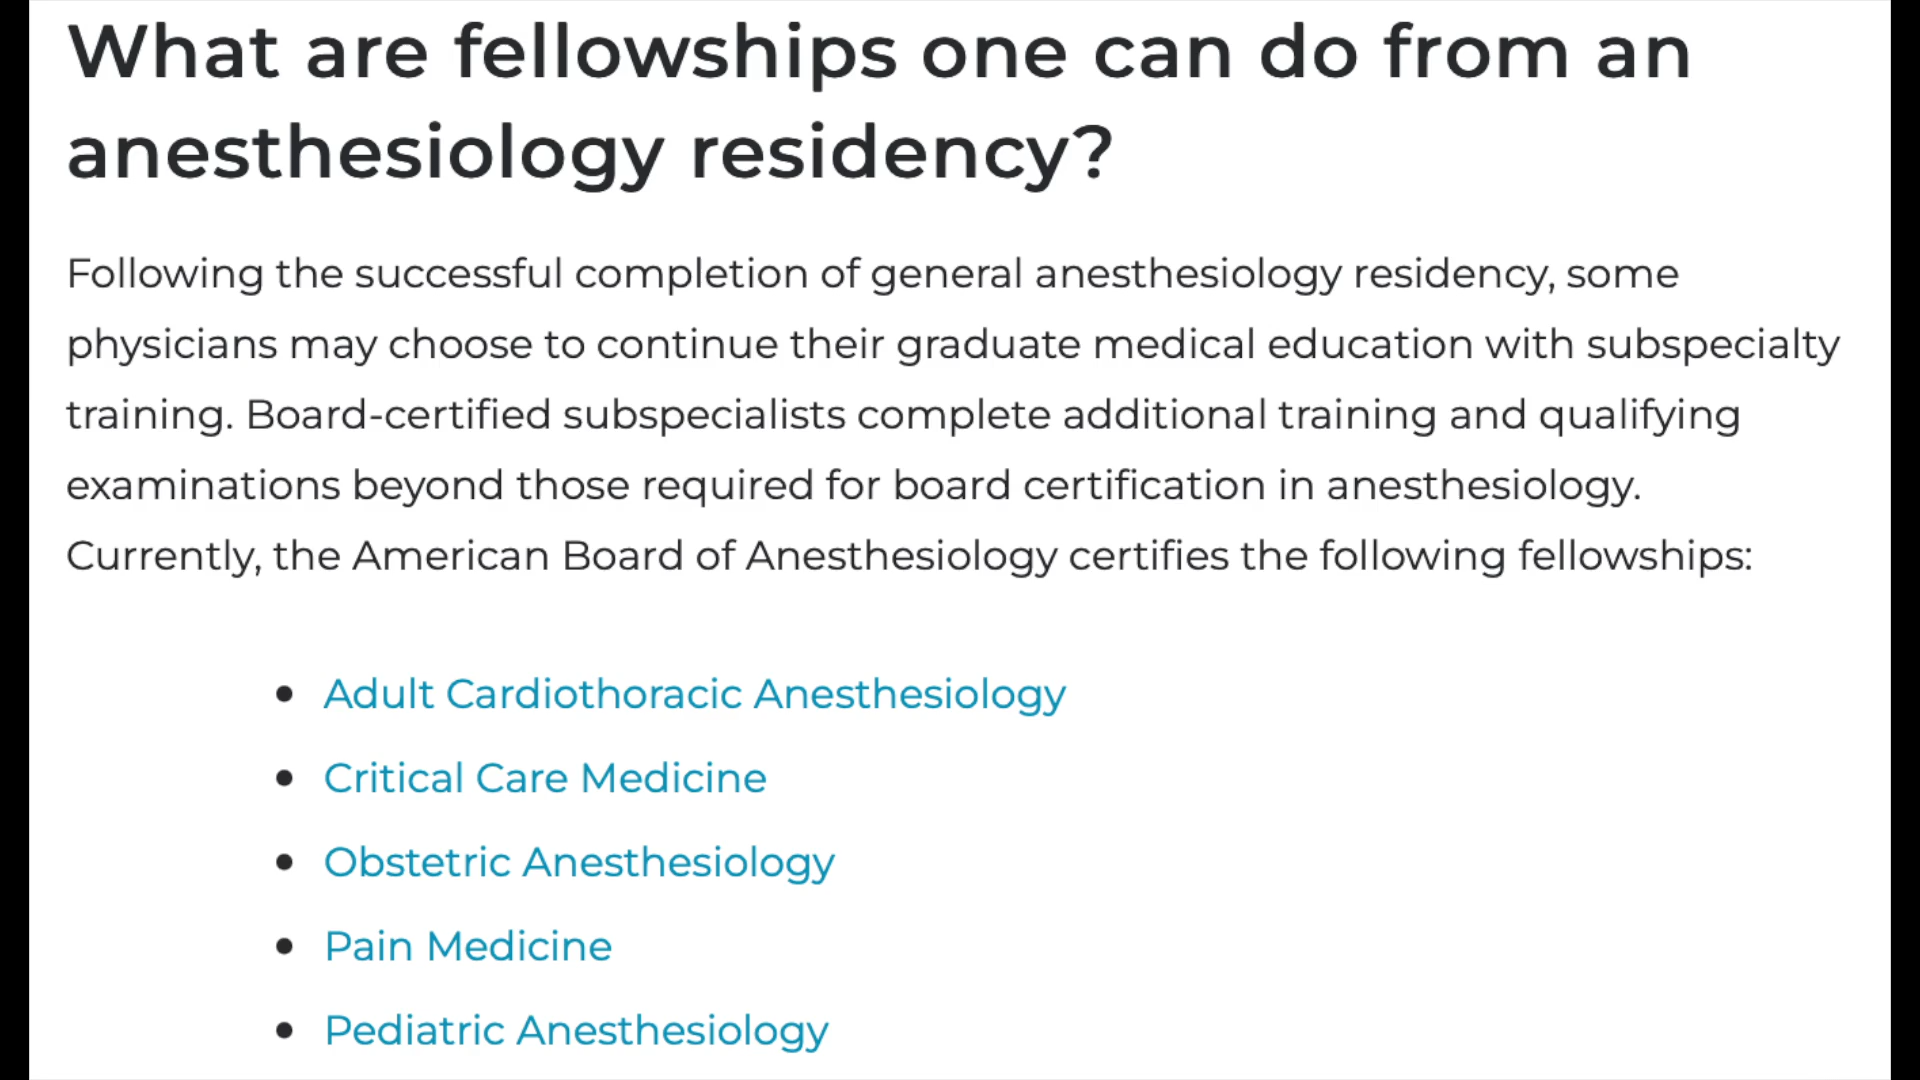 What are fellowships one can do from an
anesthesiology residency?
Following the successful completion of general anesthesiology residency, some
physicians may choose to continue their graduate medical education with subspecialty
training. Board-certified subspecialists complete additional training and qualifying
examinations beyond those required for board certification in anesthesiology.
Currently, the American Board of Anesthesiology certifies the following fellowships:
• Adult Cardiothoracic Anesthesiology
• Critical Care Medicine
• Obstetric Anesthesiology
• Pain Medicine
• Pediatric Anesthesiology